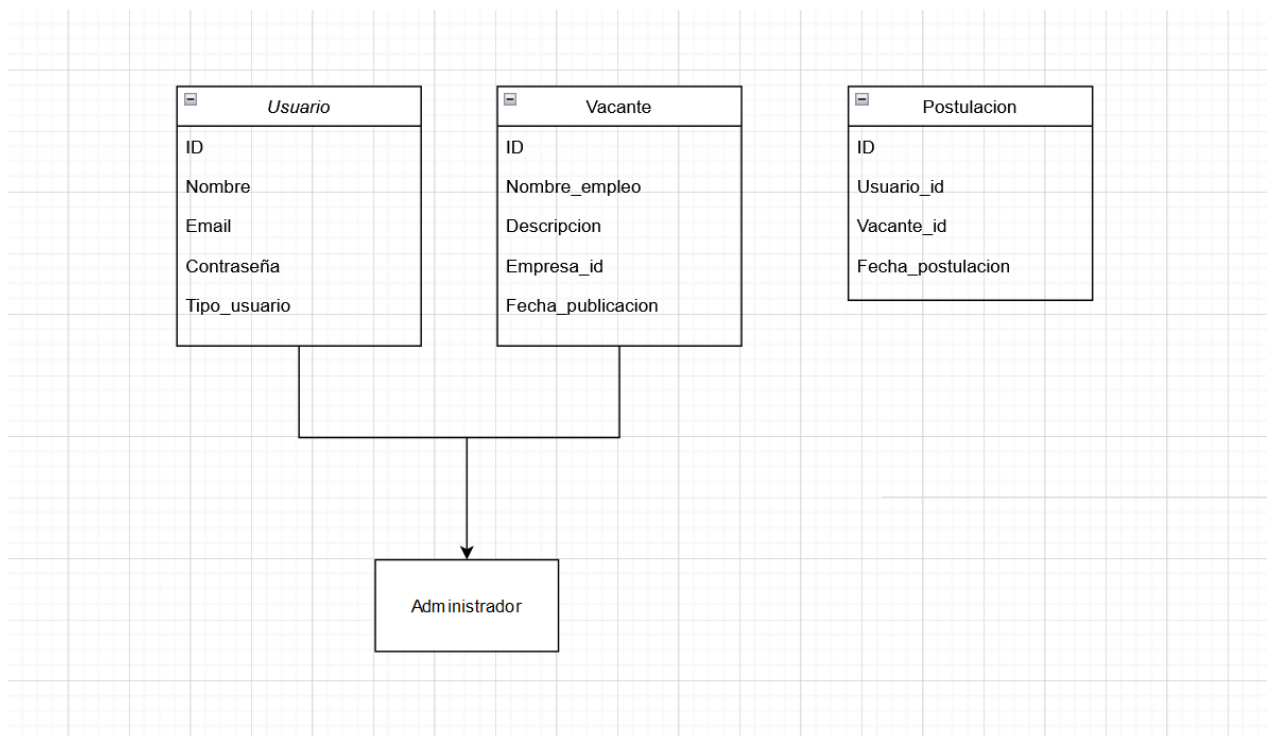 Usuario
ID
Nombre
Email
Contraseña
Tipo_usuario
Vacante
ID
Nombre_empleo
Descripcion
Empresa_id
Fecha_publicacion
Postulacion
ID
Usuario_id
Vacante_id
Fecha_postulacion
Administrador